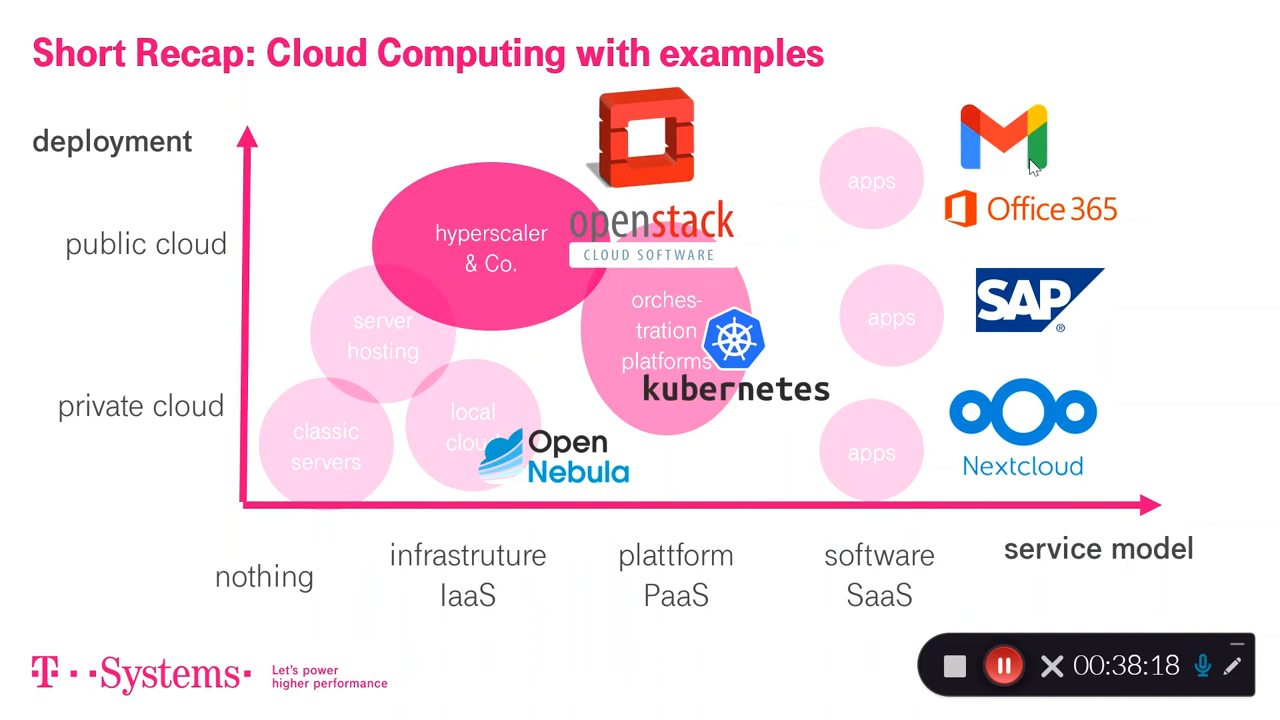 Short Recap: Cloud Computing with examples
deployment
public cloud
private cloud
hyperscaler
& Co.
server
hosting
classic
servers
local
cloud
Open
Nebula
openstack
CLOUD SOFTWARE
orches-
tration
platforms
kubernetes
apps
Office 365
apps
SAP
®
apps
Nextcloud
nothing
infrastruture
IaaS
plattform
PaaS
software
SaaS
service model
T··Systems·
Let's power
higher performance
00:38:18